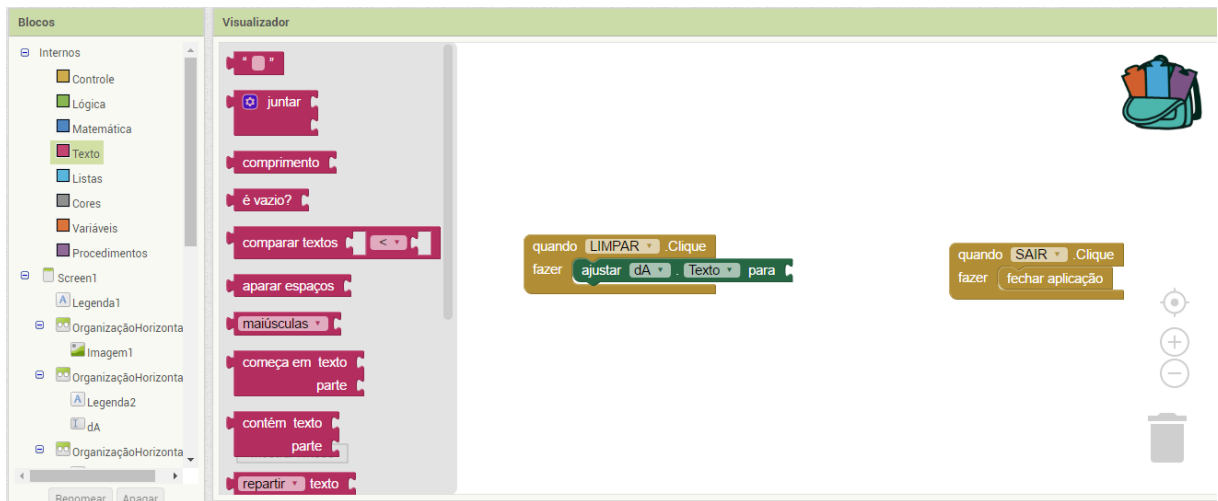 Blocos
Visualizador
Internos
Controle
Lógica
Matemática
Texto
Listas
Cores
Variáveis
Procedimentos
Screen1
Legenda1
OrganizaçãoHorizonta
Imagem1
OrganizaçãoHorizonta
Legenda2
dA
OrganizaçãoHorizonta
Renomear Apagar
" "
juntar
comprimento
é vazio?
comparar textos <
aparar espaços
maiúsculas
começa em texto
parte
contém texto
parte
repartir texto
quando LIMPAR .Clique
fazer ajustar dA . Texto para
quando SAIR .Clique
fazer fechar aplicação